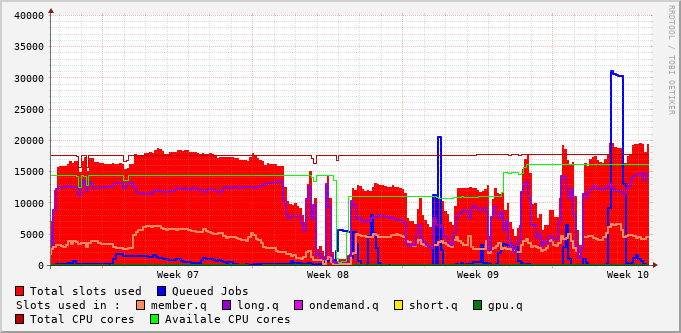 RRDTOOL / TOBI OETIKER
40000
35000
30000
25000
20000
15000
10000
5000
0
Week 07 Week 08 Week 09 Week 10
Total slots used Queued Jobs
Slots used in : member.q long.q ondemand.q short.q gpu.q
Total CPU cores Availale CPU cores